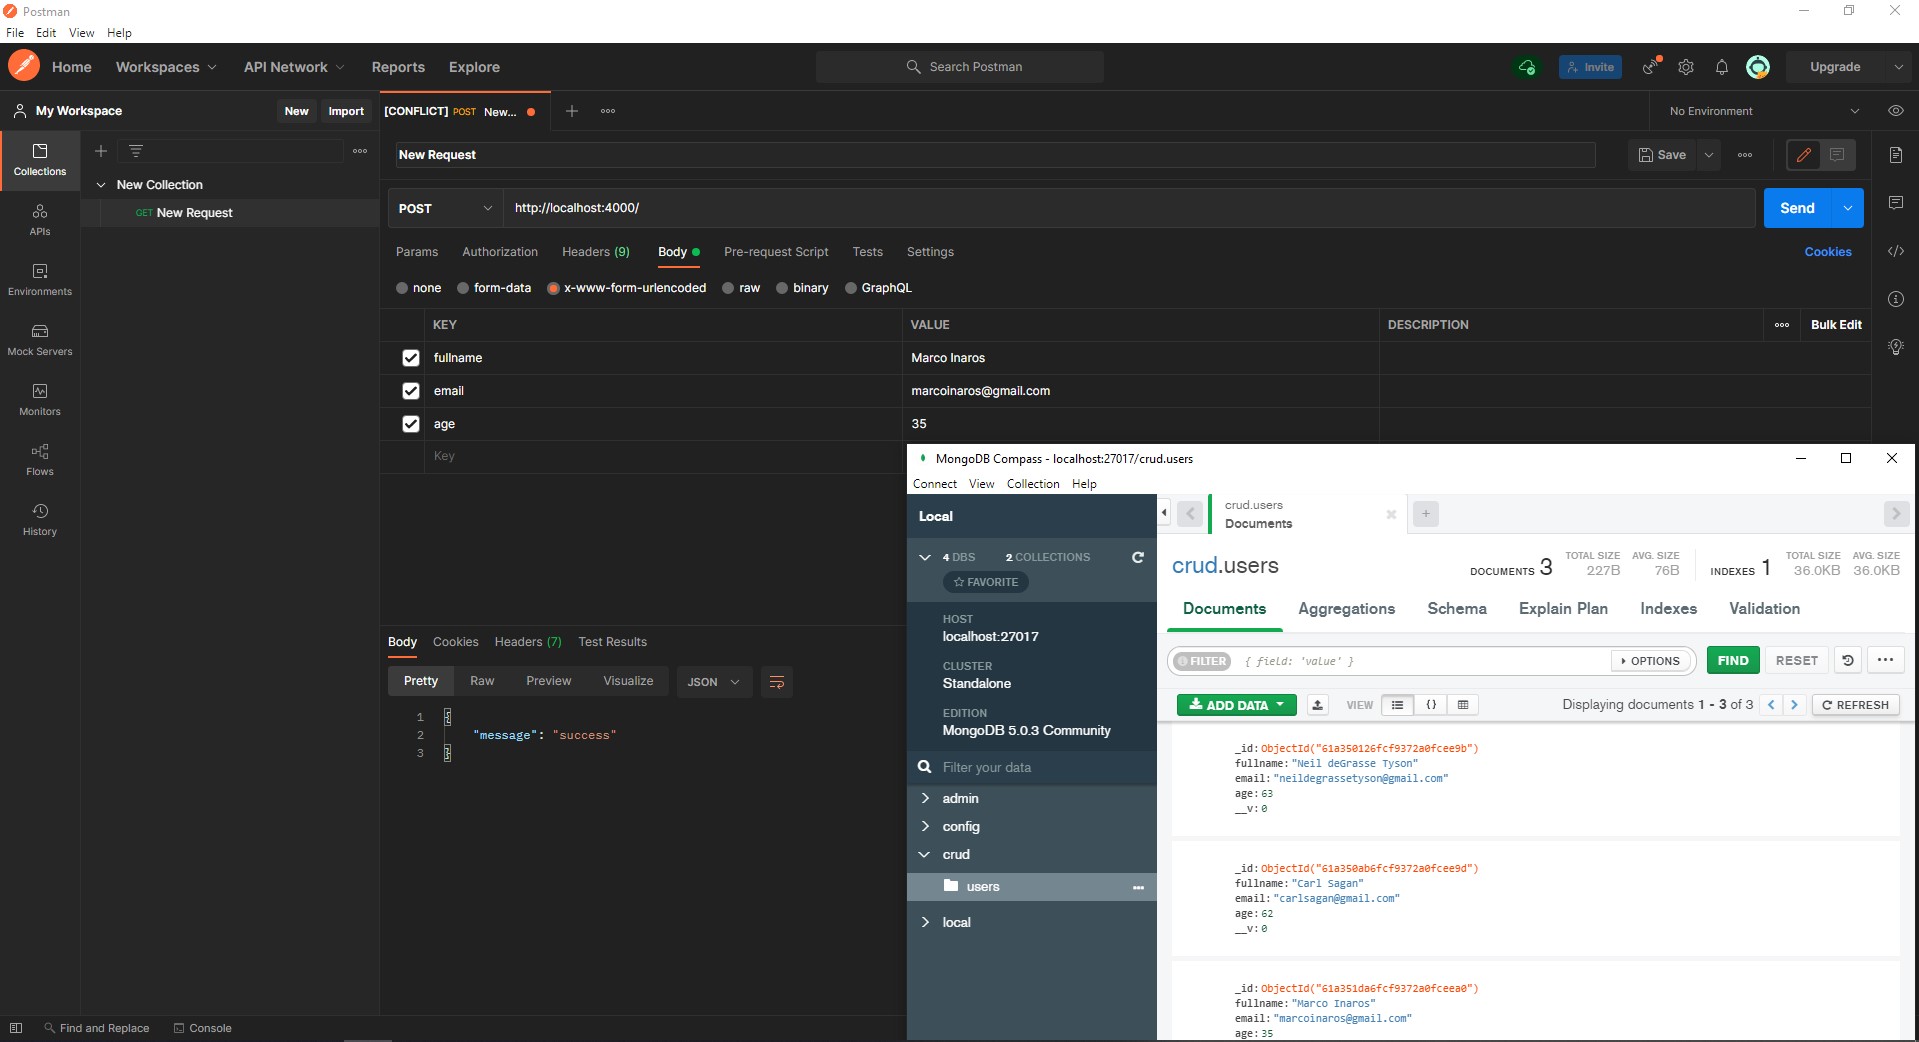 Postman
File Edit View Help
Home Workspaces API Network Reports Explore Search Postman Invite Upgrade
My Workspace New Import [CONFLICT] POST New... No Environment
Collections
New Collection
GET New Request
APIs
Environments
Mock Servers
Monitors
Flows
History
New Request Save
POST http://localhost:4000/ Send
Params Authorization Headers (9) Body Pre-request Script Tests Settings Cookies
none form-data x-www-form-urlencoded raw binary GraphQL
KEY VALUE DESCRIPTION Bulk Edit
fullname Marco Inaros
email marcoinaros@gmail.com
age 35
Key
Body Cookies Headers (7) Test Results
Pretty Raw Preview Visualize JSON
1 {
2 "message": "success"
3 }
Find and Replace Console
MongoDB Compass - localhost:27017/crud.users
Connect View Collection Help
Local
4 DBS 2 COLLECTIONS
FAVORITE
HOST
localhost:27017
CLUSTER
Standalone
EDITION
MongoDB 5.0.3 Community
Filter your data
admin
config
crud
users
local
crud.users
Documents
crud.users
DOCUMENTS 3 TOTAL SIZE 227B AVG. SIZE 76B INDEXES 1 TOTAL SIZE 36.0KB AVG. SIZE 36.0KB
Documents Aggregations Schema Explain Plan Indexes Validation
FILTER { field: 'value' } OPTIONS FIND RESET
ADD DATA VIEW {} Displaying documents 1 - 3 of 3 REFRESH
_id: ObjectId("61a350126fcf9372a0fcee9b")
fullname: "Neil deGrasse Tyson"
email: "neildegrassetyson@gmail.com"
age: 63
__v: 0
_id: ObjectId("61a350ab6fcf9372a0fcee9d")
fullname: "Carl Sagan"
email: "carlsagan@gmail.com"
age: 62
__v: 0
_id: ObjectId("61a351da6fcf9372a0fceea0")
fullname: "Marco Inaros"
email: "marcoinaros@gmail.com"
age: 35